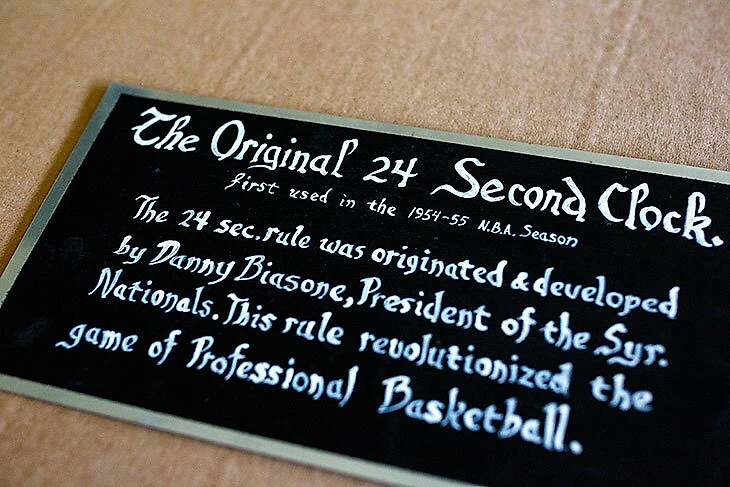 The Original 24 Second Clock.
first used in the 1954-55 N.B.A. Season
The 24 sec. rule was originated & developed
by Danny Biasone, President of the Syr.
Nationals. This rule revolutionized the
game of Professional Basketball.